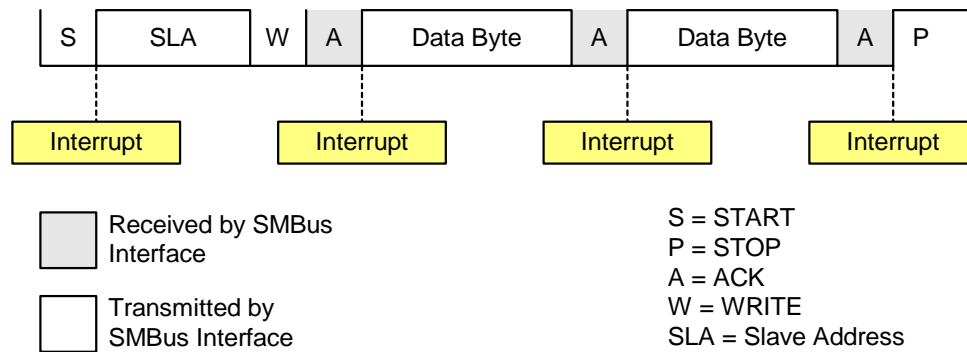 S SLA W A Data Byte A Data Byte A P
Interrupt Interrupt Interrupt Interrupt
Received by SMBus
Interface
Transmitted by
SMBus Interface
S = START
P = STOP
A = ACK
W = WRITE
SLA = Slave Address